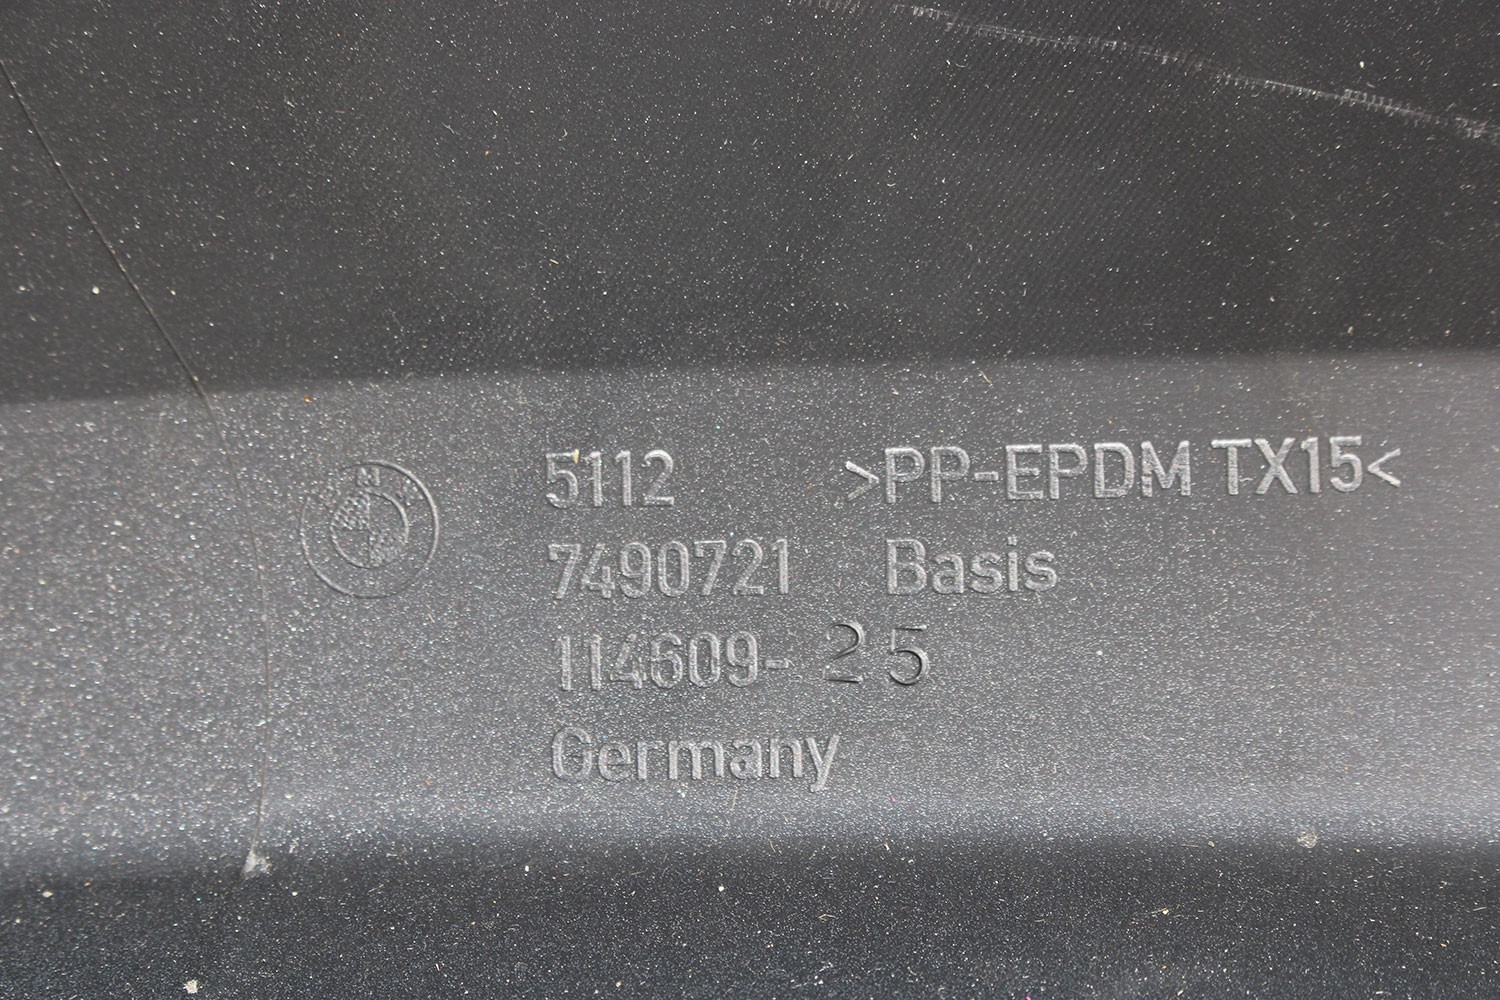 5112 >PP-EPDM TX15<
7490721 Basis
114609- 25
Germany